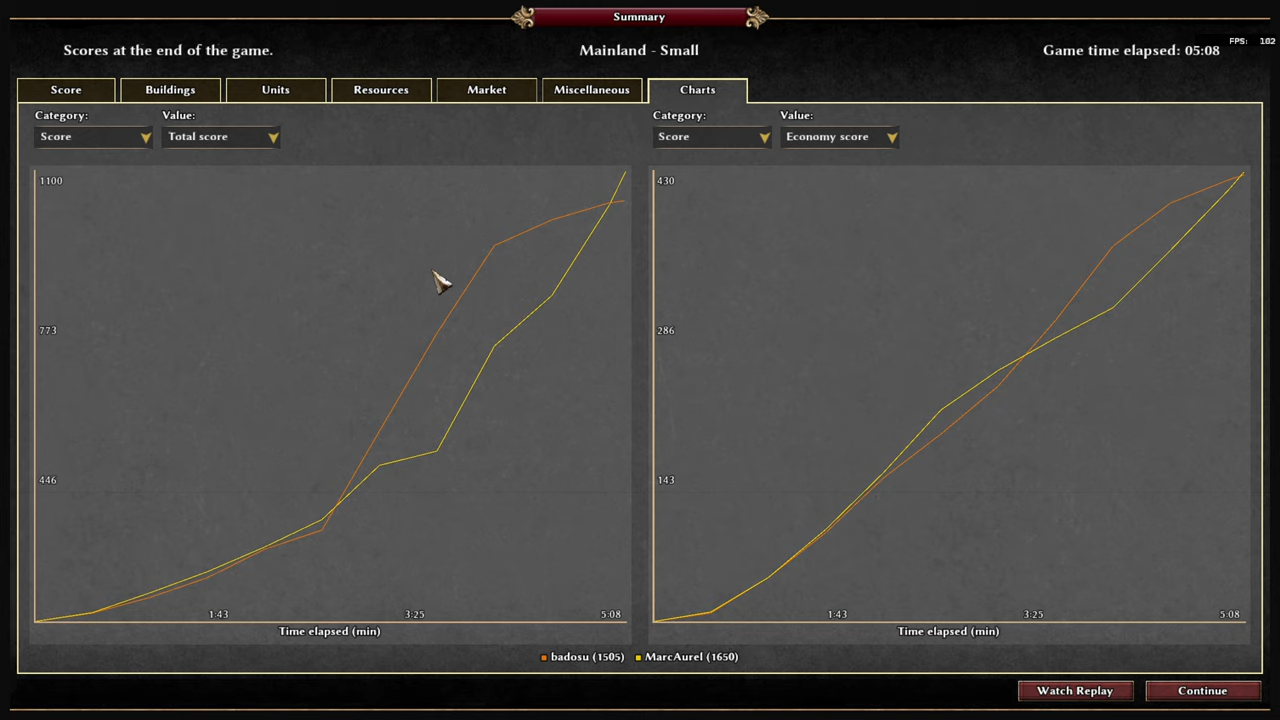 Summary
FPS: 102
Scores at the end of the game.
Mainland - Small
Game time elapsed: 05:08
Score
Buildings
Units
Resources
Market
Miscellaneous
Charts
Category:
Value:
Score
Total score
Category:
Value:
Score
Economy score
1100
773
446
1:43
3:25
5:08
Time elapsed (min)
430
286
143
1:43
3:25
5:08
Time elapsed (min)
badosu (1505)
MarcAurel (1650)
Watch Replay
Continue